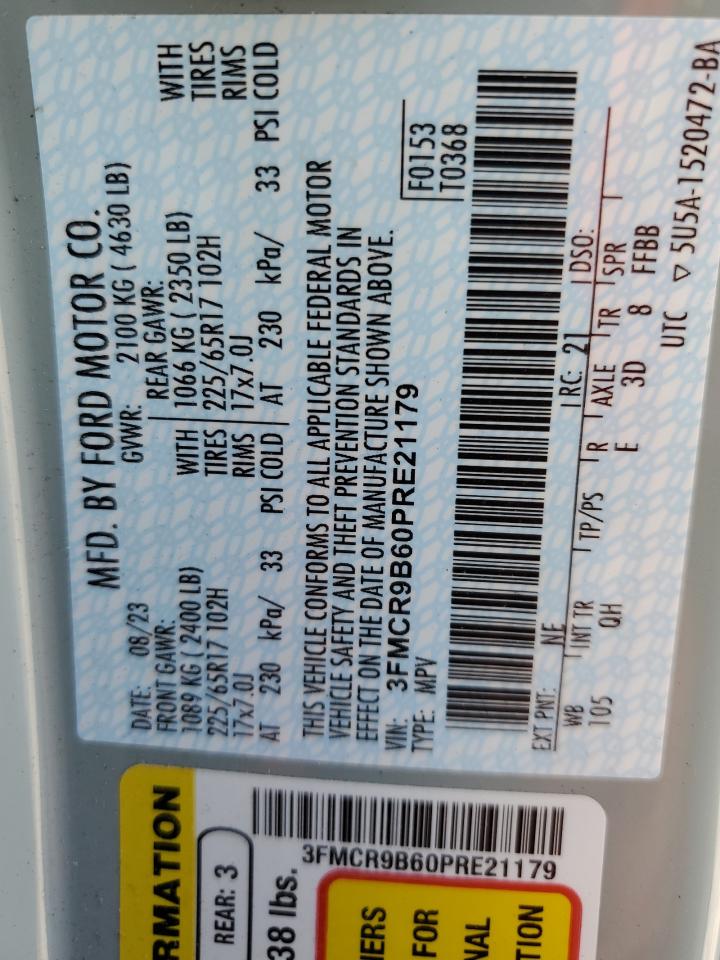 MFD. BY FORD MOTOR CO.
DATE: 08/23 GVWR: 2100 KG ( 4630 LB)
FRONT GAWR: REAR GAWR:
1089 KG ( 2400 LB) WITH 1066 KG ( 2350 LB) WITH
225/65R17 102H TIRES 225/65R17 102H TIRES
17x7.0J RIMS 17x7.0J RIMS
AT 230 kPa/ 33 PSI COLD AT 230 kPa/ 33 PSI COLD
THIS VEHICLE CONFORMS TO ALL APPLICABLE FEDERAL MOTOR
VEHICLE SAFETY AND THEFT PREVENTION STANDARDS IN
EFFECT ON THE DATE OF MANUFACTURE SHOWN ABOVE.
VIN: 3FMCR9B60PRE21179 F0153
TYPE: MPV T0368
EXT PNT: NE RC: 21 DSO:
WB INT TR TP/PS R AXLE TR SPR
105 QH E 3D 8 FFBB
UTC ▽ 5U5A-1520472-BA
RMATION
REAR: 3
38 lbs.
3FMCR9B60PRE21179
IERS
FOR
NAL
TION